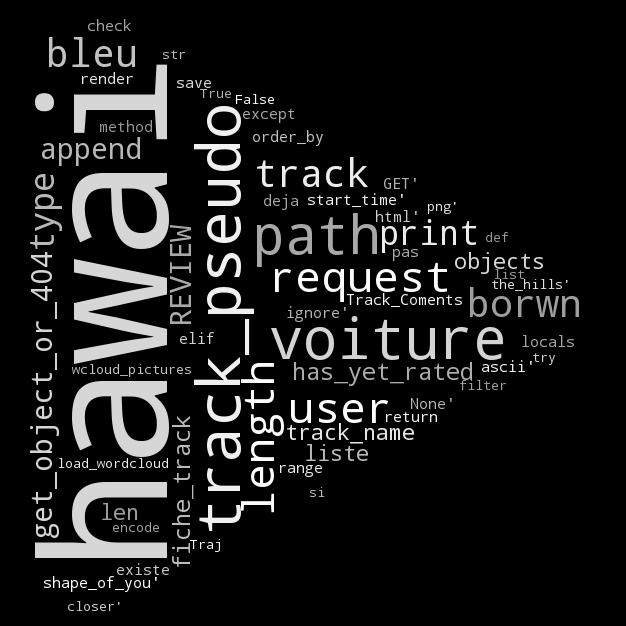 check
bleu
str
render
save
True
False
except
method
order_by
append
hawai
track_pseudo
track
GET'
deja
start_time'
png'
html'
get_object_or_404type
REVIEW
path
print
def
pas
objects
request
list
the_hills'
Track_Coments
borwn
ignore'
elif
voiture
locals
try
wcloud_pictures
has_yet_rated
ascii'
filter
length
user
None'
return
fiche_track
track_name
liste
load_wordcloud
range
si
len
encode
Traj
existe
shape_of_you'
closer'